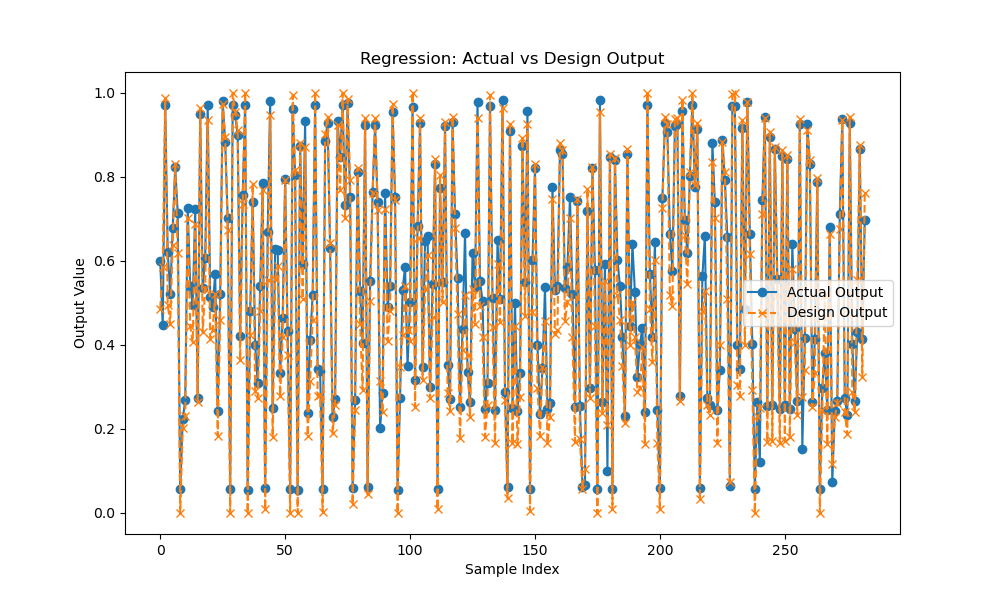 Regression: Actual vs Design Output
Output Value
1.0
0.8
0.6
0.4
0.2
0.0
Actual Output
Design Output
0
50
100
150
200
250
Sample Index